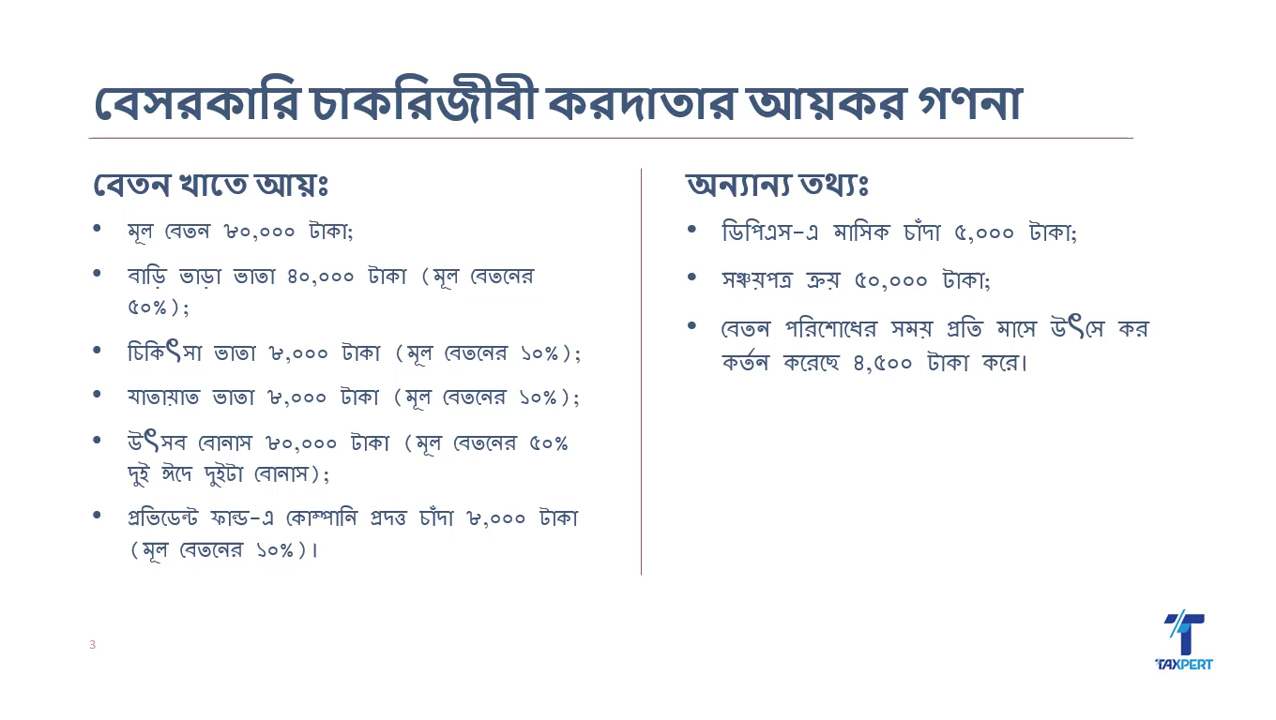 বেসরকারি চাকরিজীবী করদাতার আয়কর গণনা
বেতন খাতে আয়ঃ
• মূল বেতন ৮০,০০০ টাকা;
• বাড়ি ভাড়া ভাতা ৪০,০০০ টাকা (মূল বেতনের
৫০%);
• চিকিৎসা ভাতা ৮,০০০ টাকা (মূল বেতনের ১০%);
• যাতায়াত ভাতা ৮,০০০ টাকা (মূল বেতনের ১০%);
• উৎসব বোনাস ৮০,০০০ টাকা (মূল বেতনের ৫০%
দুই ঈদে দুইটা বোনাস);
• প্রভিডেন্ট ফান্ড-এ কোম্পানি প্রদত্ত চাঁদা ৮,০০০ টাকা
(মূল বেতনের ১০%)।
অন্যান্য তথ্যঃ
• ডিপিএস-এ মাসিক চাঁদা ৫,০০০ টাকা;
• সঞ্চয়পত্র ক্রয় ৫০,০০০ টাকা;
• বেতন পরিশোধের সময় প্রতি মাসে উৎসে কর
কর্তন করেছে ৪,৫০০ টাকা করে।
3
TAXPERT